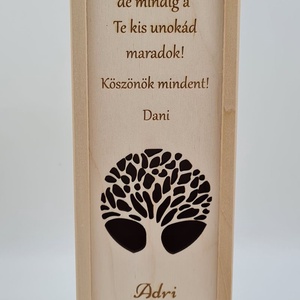 de mindig a
Te kis unokád
maradok!
Köszönök mindent!
Dani
Adri